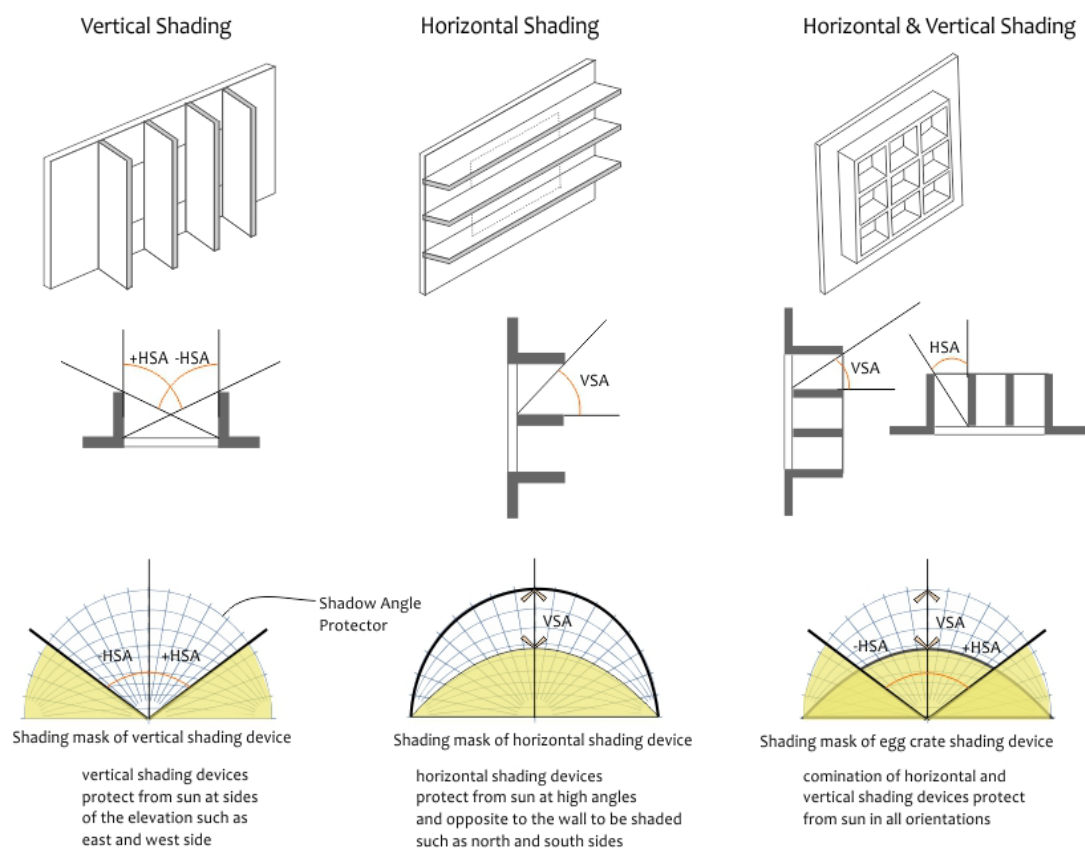 Vertical Shading
Horizontal Shading
Horizontal & Vertical Shading
+HSA -HSA
VSA
VSA
HSA
Shadow Angle
Protector
-HSA +HSA
VSA
VSA
-HSA +HSA
Shading mask of vertical shading device
Shading mask of horizontal shading device
Shading mask of egg crate shading device
vertical shading devices
protect from sun at sides
of the elevation such as
east and west side
horizontal shading devices
protect from sun at high angles
and opposite to the wall to be shaded
such as north and south sides
comination of horizontal and
vertical shading devices protect
from sun in all orientations